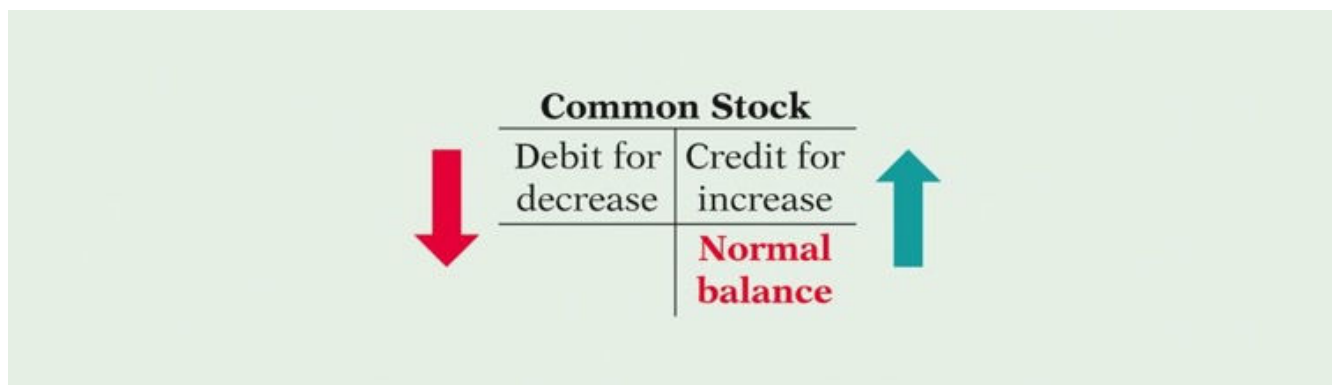 Common Stock
Debit for
decrease
Credit for
increase
Normal
balance